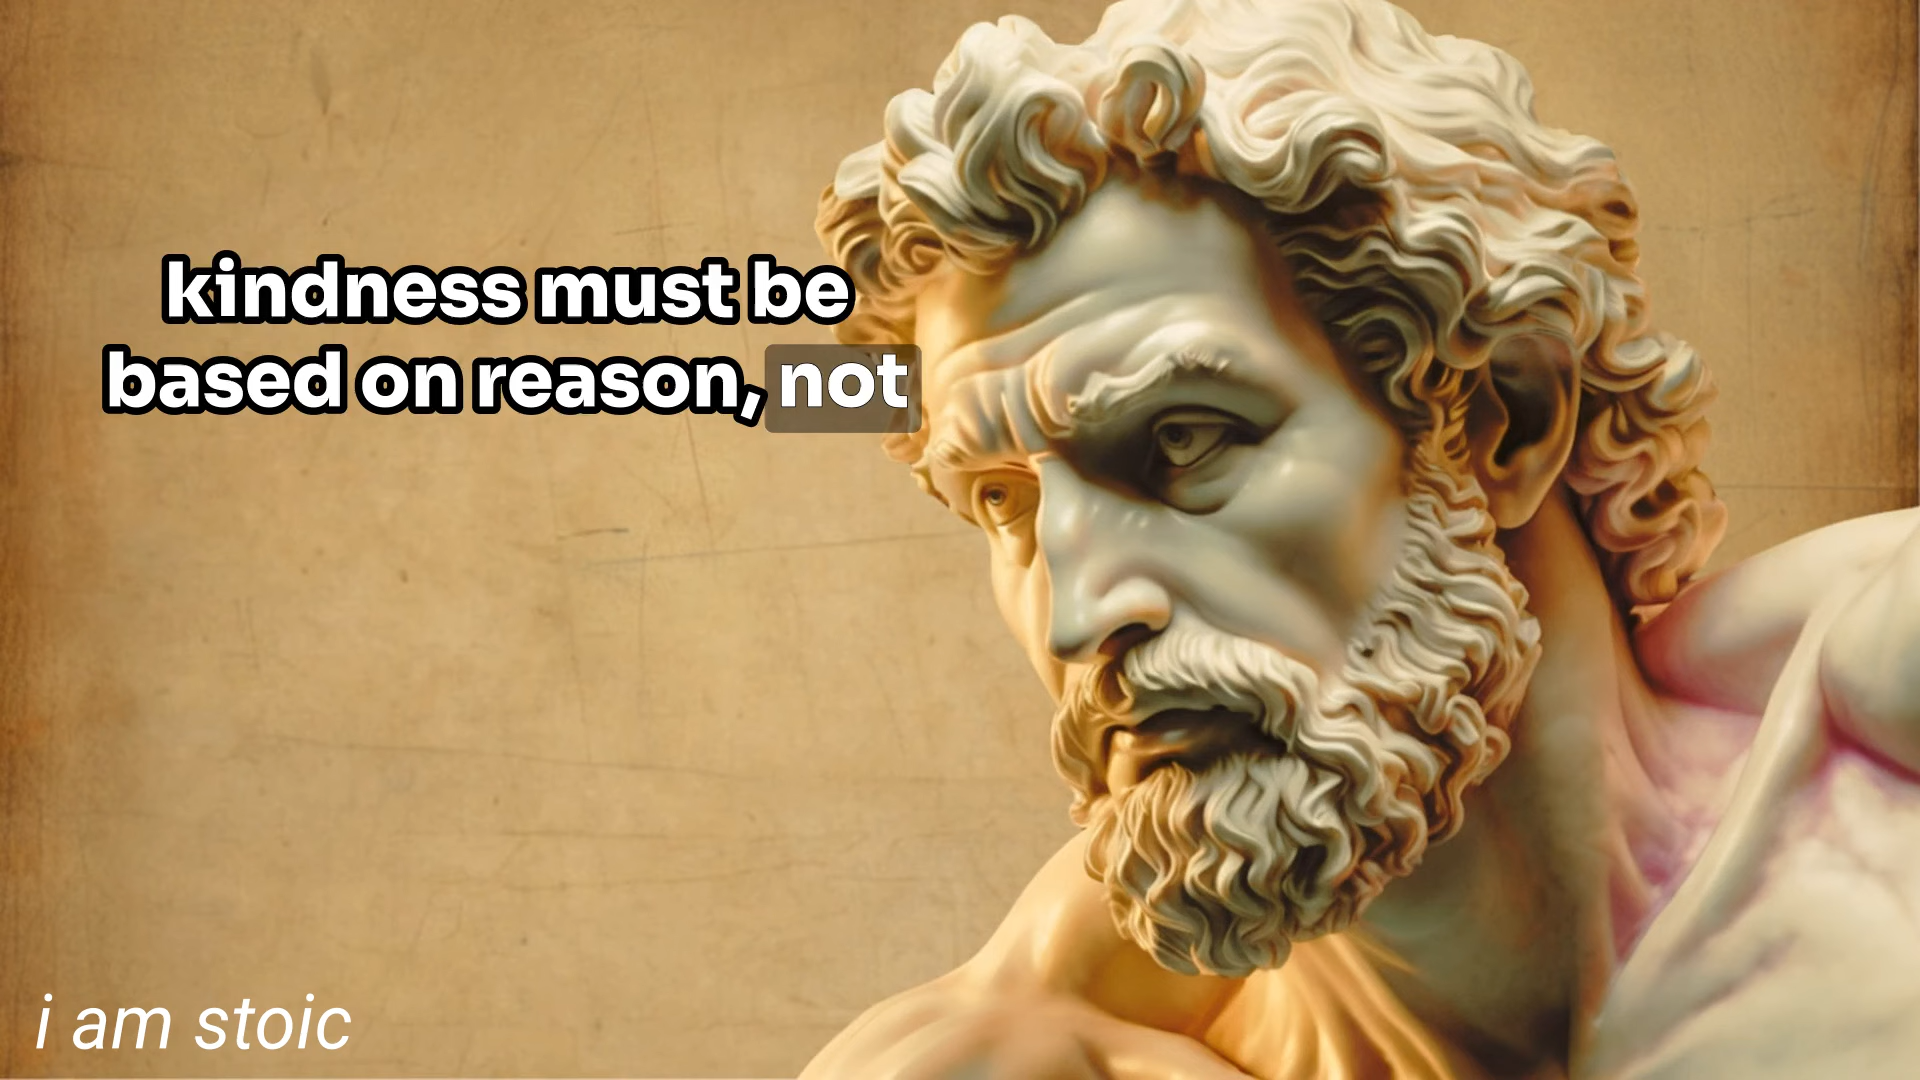 kindness must be
based on reason, not
i am stoic